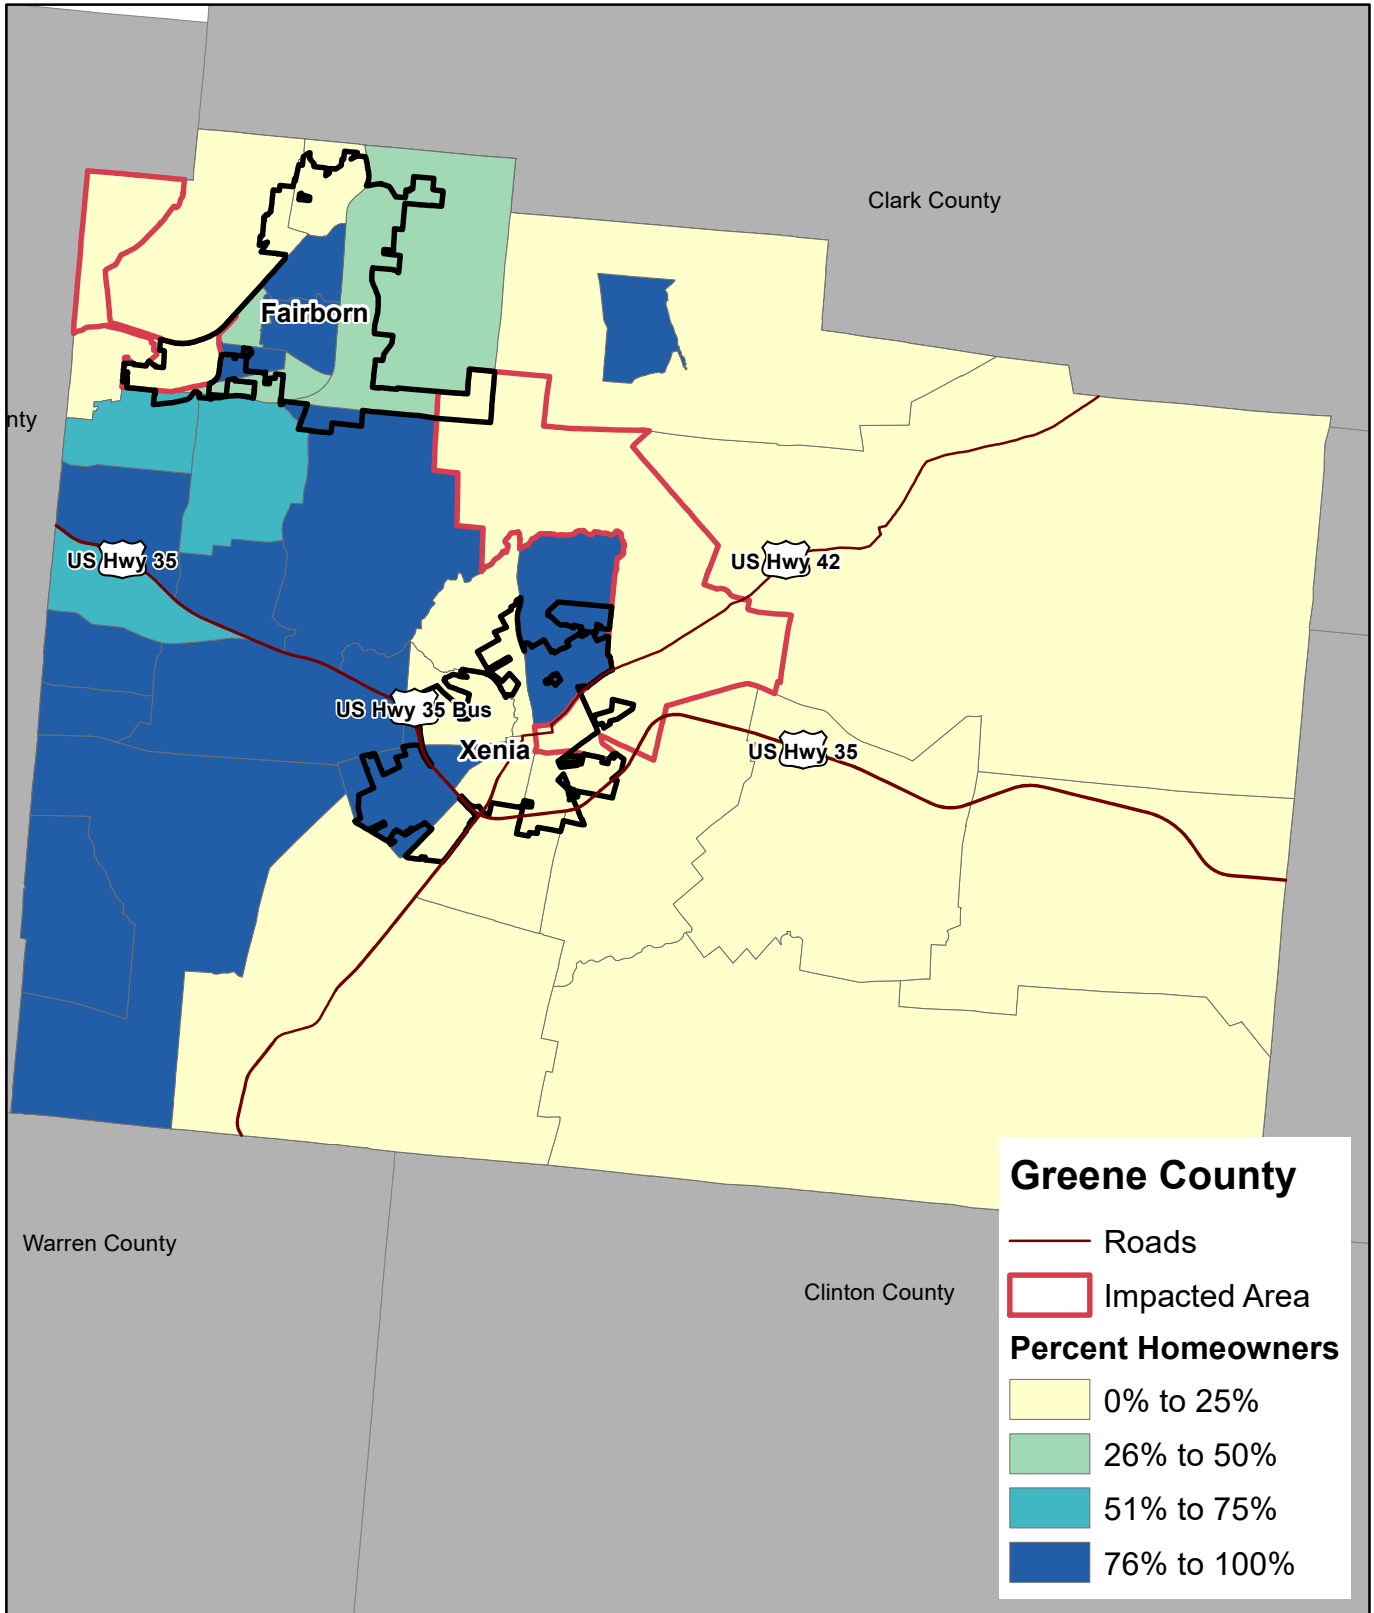 Clark County
Fairborn
nty
US Hwy 35
US Hwy 42
US Hwy 35 Bus
Xenia
US Hwy 35
Greene County
Roads
Impacted Area
Percent Homeowners
0% to 25%
26% to 50%
51% to 75%
76% to 100%
Warren County
Clinton County